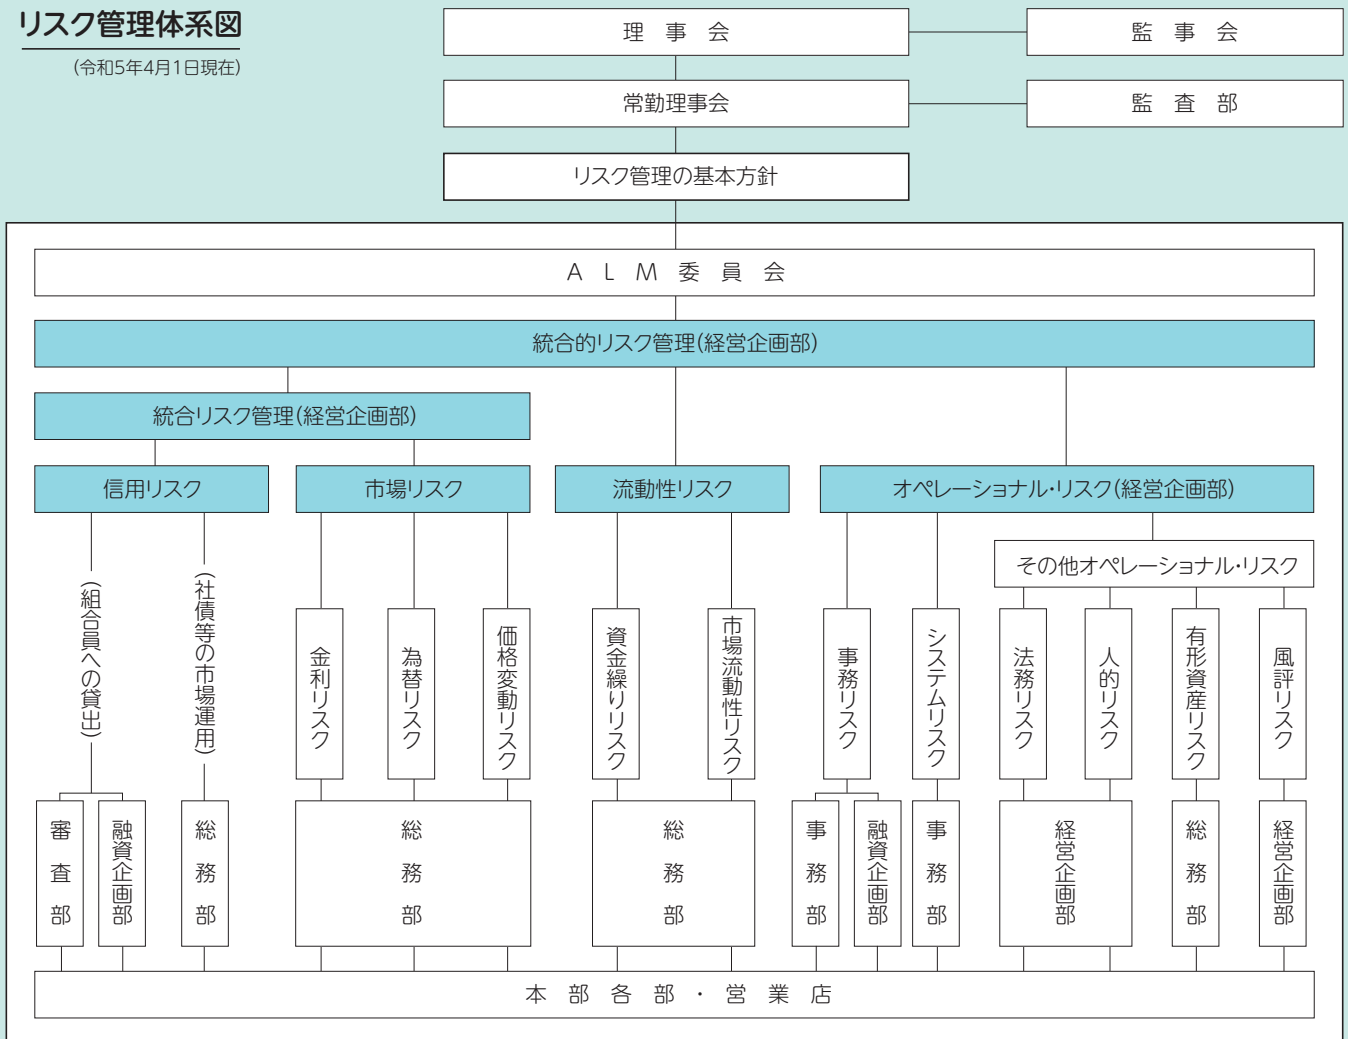 リスク管理体系図
(令和5年4月1日現在)
理事会
監事会
常勤理事会
監査部
リスク管理の基本方針
ALM委員会
統合的リスク管理(経営企画部)
統合リスク管理(経営企画部)
信用リスク
市場リスク
流動性リスク
オペレーショナル・リスク(経営企画部)
その他オペレーショナル・リスク
(組合員への貸出)
(社債等の市場運用)
金利リスク
為替リスク
価格変動リスク
資金繰りリスク
市場流動性リスク
事務リスク
システムリスク
法務リスク
人的リスク
有形資産リスク
風評リスク
審査部
融資企画部
総務部
総務部
総務部
事務部
融資企画部
事務部
経営企画部
総務部
経営企画部
本部各部・営業店